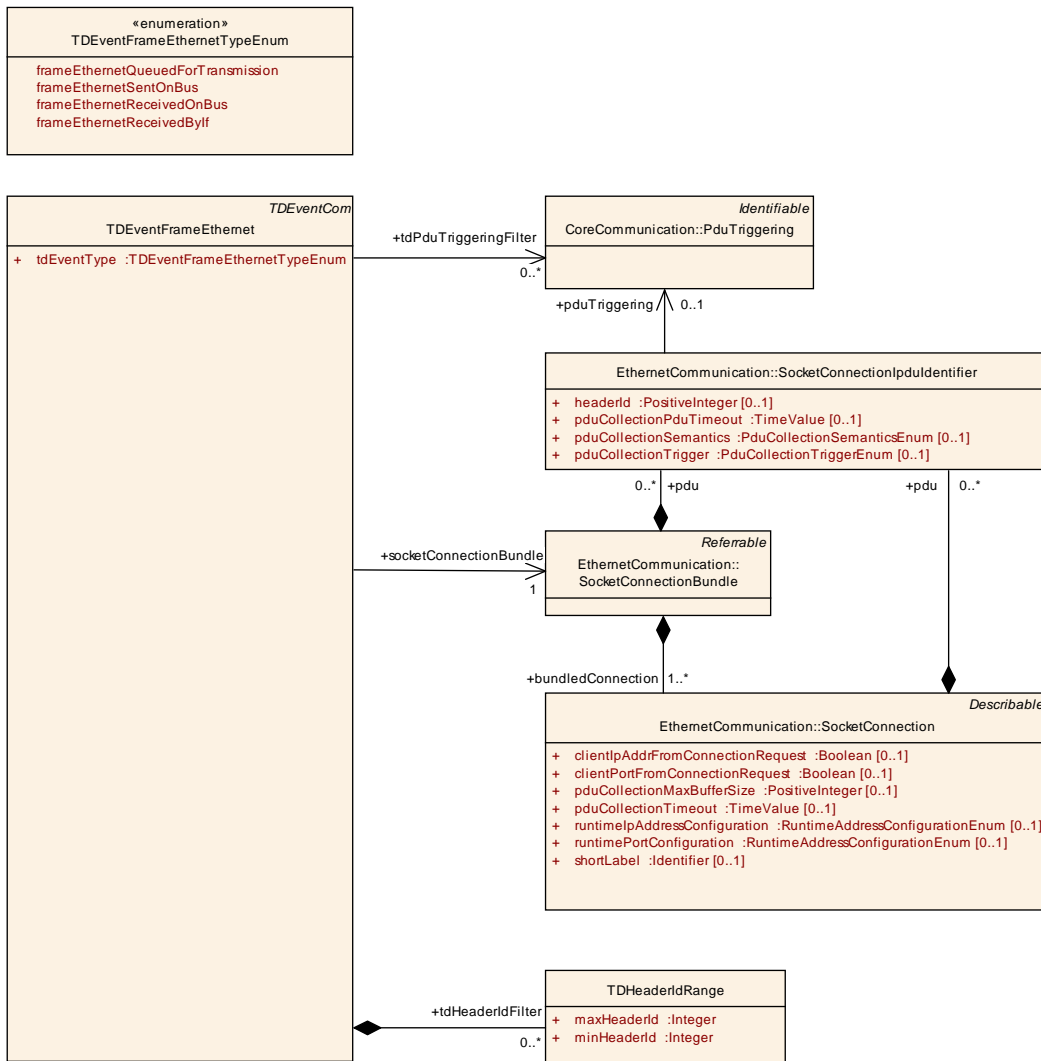 «enumeration»
TDEventFrameEthernetTypeEnum
frameEthernetQueuedForTransmission
frameEthernetSentOnBus
frameEthernetReceivedOnBus
frameEthernetReceivedByIf
TDEventCom
TDEventFrameEthernet
+ tdEventType :TDEventFrameEthernetTypeEnum
+tdPduTriggeringFilter
0..*
Identifiable
CoreCommunication::PduTriggering
+pduTriggering
0..1
EthernetCommunication::SocketConnectionIpduIdentifier
+ headerId :PositiveInteger [0..1]
+ pduCollectionPduTimeout :TimeValue [0..1]
+ pduCollectionSemantics :PduCollectionSemanticsEnum [0..1]
+ pduCollectionTrigger :PduCollectionTriggerEnum [0..1]
0..* +pdu
+pdu 0..*
+socketConnectionBundle
1
Referrable
EthernetCommunication::
SocketConnectionBundle
+bundledConnection 1..*
Describable
EthernetCommunication::SocketConnection
+ clientIpAddrFromConnectionRequest :Boolean [0..1]
+ clientPortFromConnectionRequest :Boolean [0..1]
+ pduCollectionMaxBufferSize :PositiveInteger [0..1]
+ pduCollectionTimeout :TimeValue [0..1]
+ runtimeIpAddressConfiguration :RuntimeAddressConfigurationEnum [0..1]
+ runtimePortConfiguration :RuntimeAddressConfigurationEnum [0..1]
+ shortLabel :Identifier [0..1]
+tdHeaderIdFilter
0..*
TDHeaderIdRange
+ maxHeaderId :Integer
+ minHeaderId :Integer